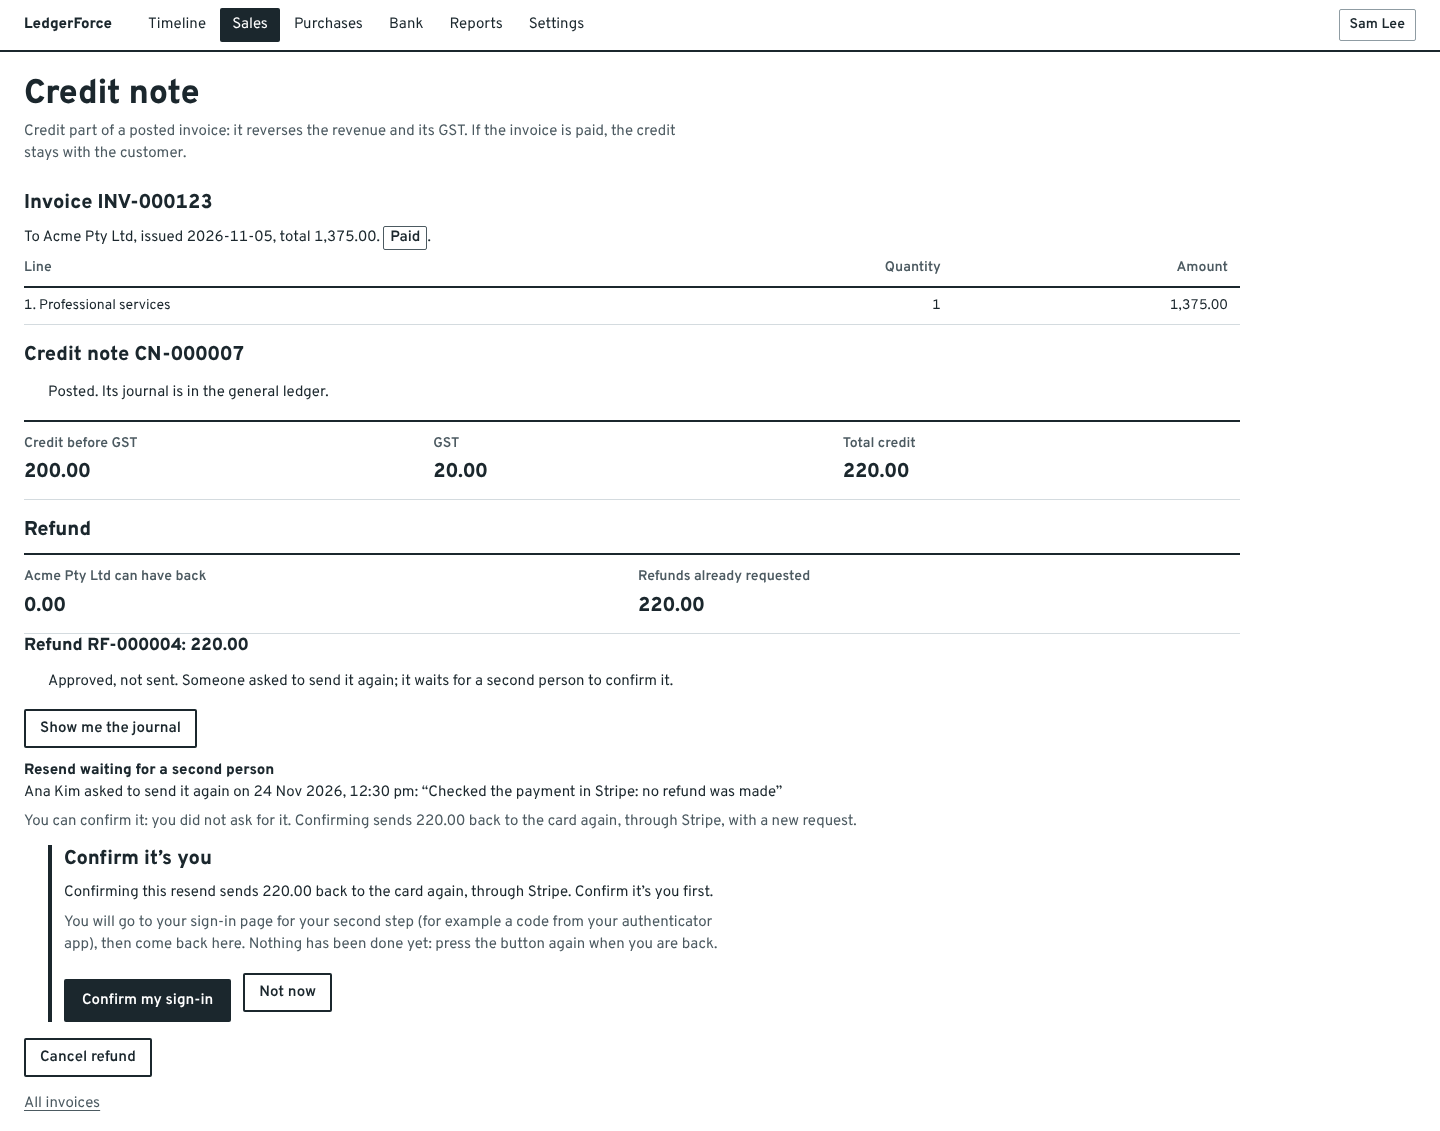 LedgerForce Timeline Sales Purchases Bank Reports Settings Sam Lee
Credit note
Credit part of a posted invoice: it reverses the revenue and its GST. If the invoice is paid, the credit
stays with the customer.
Invoice INV-000123
To Acme Pty Ltd, issued 2026-11-05, total 1,375.00. Paid.
Line Quantity Amount
1. Professional services 1 1,375.00
Credit note CN-000007
Posted. Its journal is in the general ledger.
Credit before GST GST Total credit
200.00 20.00 220.00
Refund
Acme Pty Ltd can have back Refunds already requested
0.00 220.00
Refund RF-000004: 220.00
Approved, not sent. Someone asked to send it again; it waits for a second person to confirm it.
Show me the journal
Resend waiting for a second person
Ana Kim asked to send it again on 24 Nov 2026, 12:30 pm: “Checked the payment in Stripe: no refund was made”
You can confirm it: you did not ask for it. Confirming sends 220.00 back to the card again, through Stripe, with a new request.
Confirm it’s you
Confirming this resend sends 220.00 back to the card again, through Stripe. Confirm it’s you first.
You will go to your sign-in page for your second step (for example a code from your authenticator
app), then come back here. Nothing has been done yet: press the button again when you are back.
Confirm my sign-in Not now
Cancel refund
All invoices